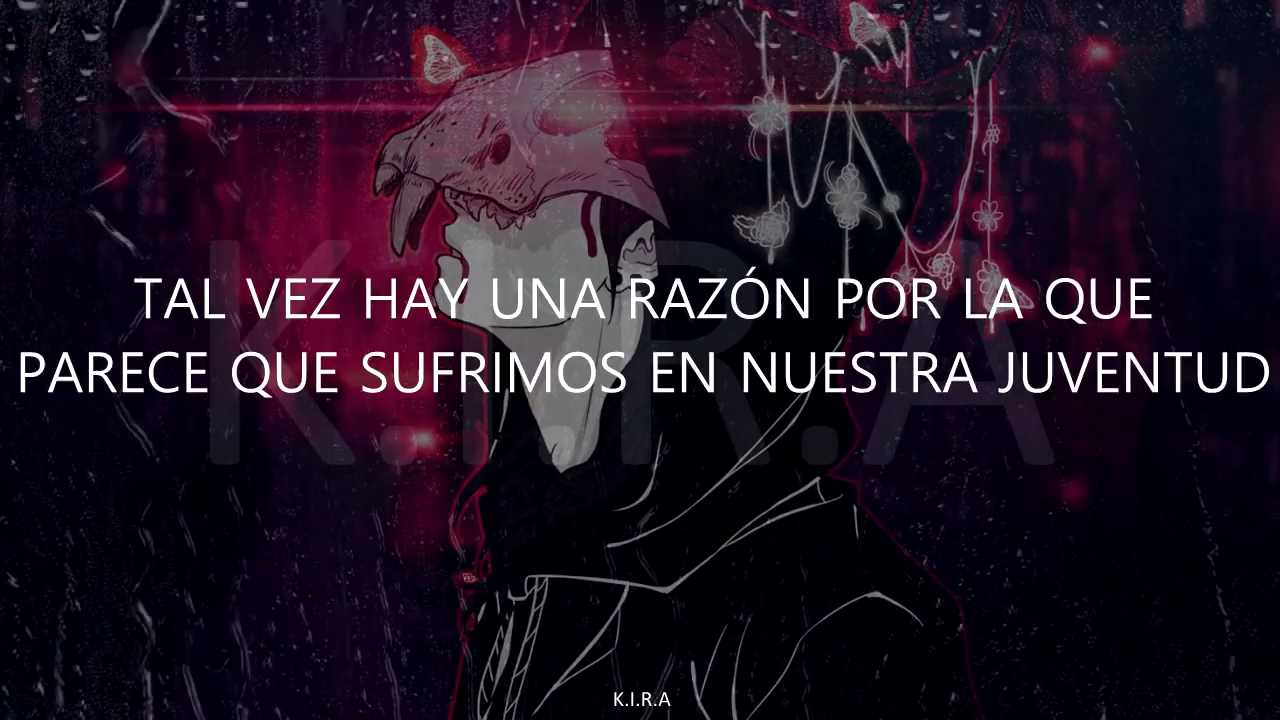 TAL VEZ HAY UNA RAZÓN POR LA QUE
PARECE QUE SUFRIMOS EN NUESTRA JUVENTUD
K.I.R.A
K.I.R.A